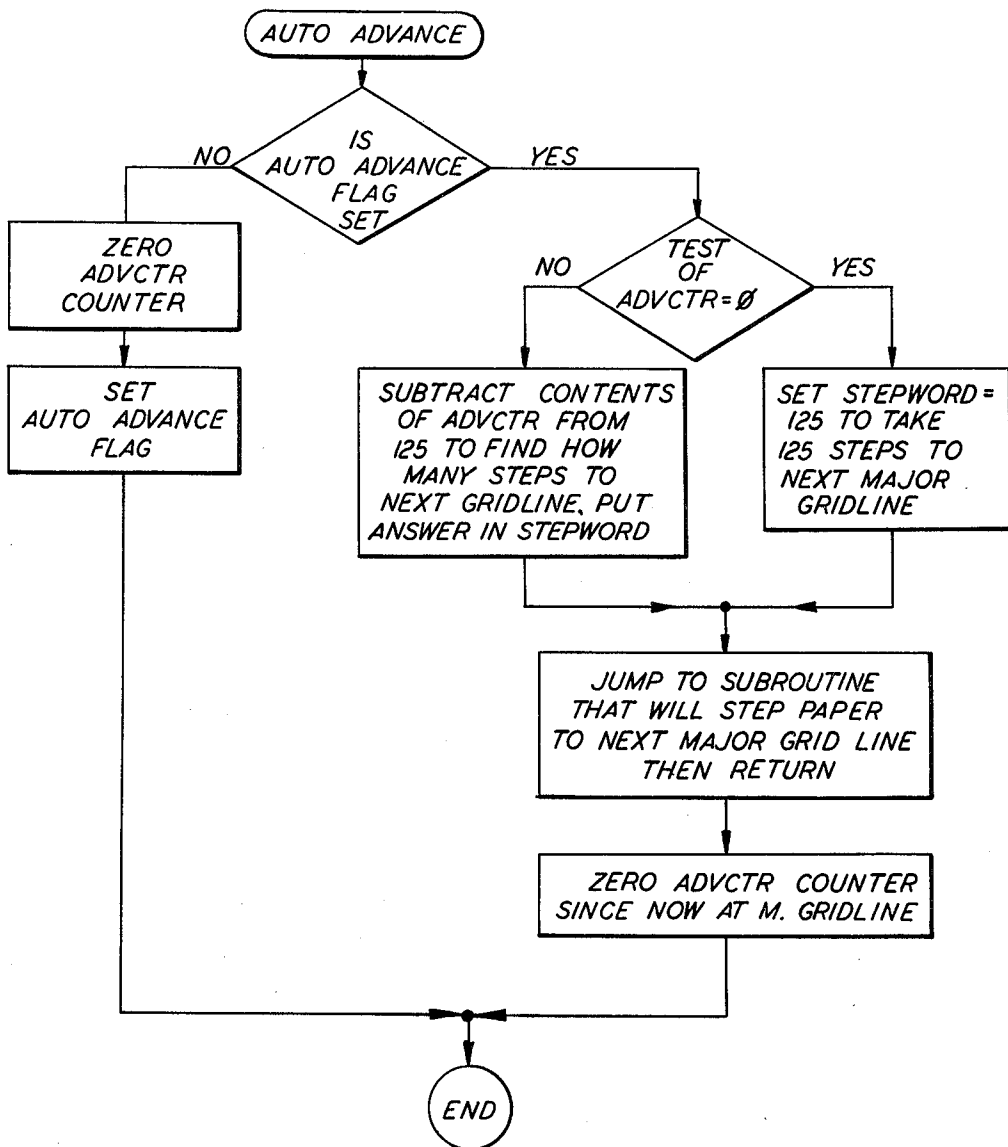 AUTO ADVANCE
IS
AUTO ADVANCE
FLAG
SET
NO
YES
ZERO
ADVCTR
COUNTER
SET
AUTO ADVANCE
FLAG
TEST
OF
ADVCTR=Ø
NO
YES
SUBTRACT CONTENTS
OF ADVCTR FROM
125 TO FIND HOW
MANY STEPS TO
NEXT GRIDLINE, PUT
ANSWER IN STEPWORD
SET STEPWORD=
125 TO TAKE
125 STEPS TO
NEXT MAJOR
GRIDLINE
JUMP TO SUBROUTINE
THAT WILL STEP PAPER
TO NEXT MAJOR GRID LINE
THEN RETURN
ZERO ADVCTR COUNTER
SINCE NOW AT M. GRIDLINE
END